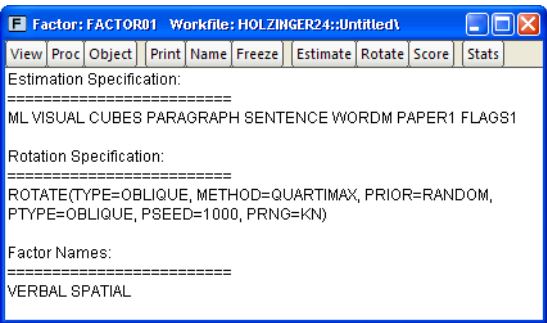 Factor: FACTOR01 Workfile: HOLZINGER24::Untitled\
View Proc Object Print Name Freeze Estimate Rotate Score Stats
Estimation Specification:
=========================
ML VISUAL CUBES PARAGRAPH SENTENCE WORDM PAPER1 FLAGS1
Rotation Specification:
=========================
ROTATE(TYPE=OBLIQUE, METHOD=QUARTIMAX, PRIOR=RANDOM,
PTYPE=OBLIQUE, PSEED=1000, PRNG=KN)
Factor Names:
=========================
VERBAL SPATIAL